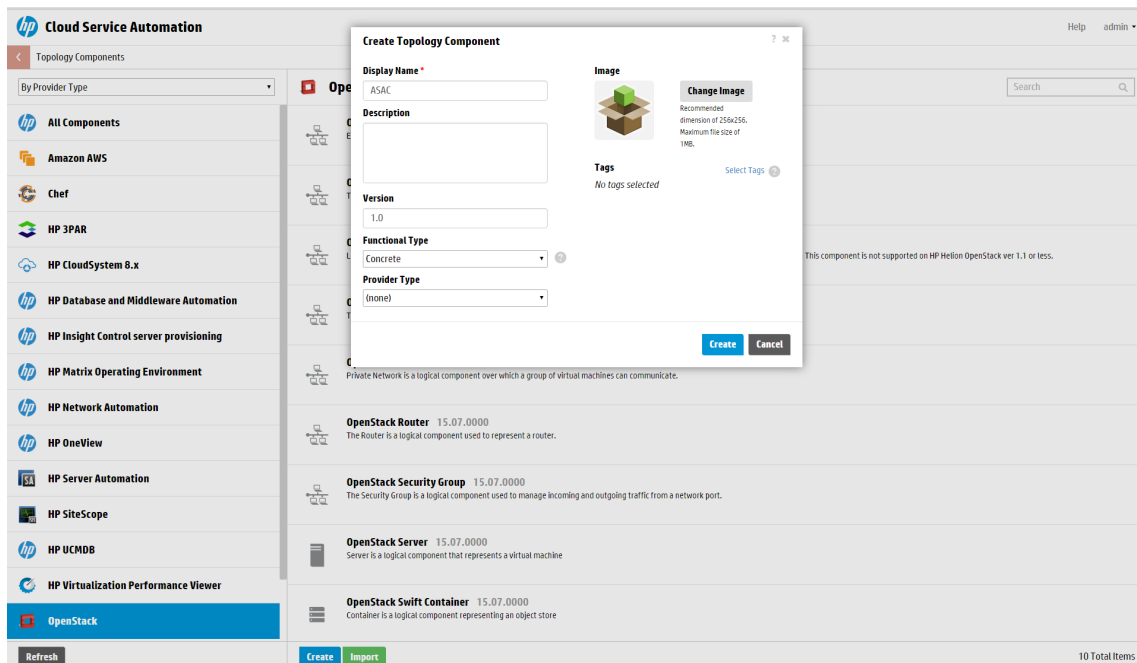 hp Cloud Service Automation
Help admin
Topology Components
By Provider Type
All Components
Amazon AWS
Chef
HP 3PAR
HP CloudSystem 8.x
HP Database and Middleware Automation
HP Insight Control server provisioning
HP Matrix Operating Environment
HP Network Automation
HP OneView
SA HP Server Automation
HP SiteScope
HP UCMDB
HP Virtualization Performance Viewer
OpenStack
Refresh
Search
Create Topology Component
? ×
Display Name *
ASAC
Description
Version
1.0
Functional Type
Concrete
?
Provider Type
(none)
Image
Change Image
Recommended
dimension of 256x256.
Maximum file size of
1MB.
Tags
Select Tags ?
No tags selected
Create Cancel
This component is not supported on HP Helion OpenStack ver 1.1 or less.
Private Network is a logical component over which a group of virtual machines can communicate.
OpenStack Router 15.07.0000
The Router is a logical component used to represent a router.
OpenStack Security Group 15.07.0000
The Security Group is a logical component used to manage incoming and outgoing traffic from a network port.
OpenStack Server 15.07.0000
Server is a logical component that represents a virtual machine
OpenStack Swift Container 15.07.0000
Container is a logical component representing an object store
Create Import
10 Total Items